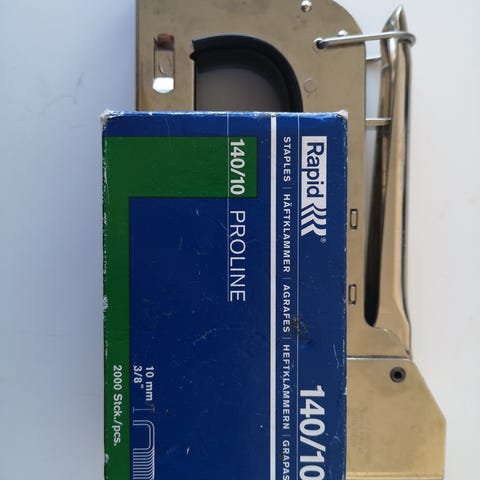 Rapid®
STAPLES | HÄFTKLAMMER | AGRAFES | HEFTKLAMMERN | GRAPAS
140/10
140/10 PROLINE
10 mm
3/8"
2000 Stck./pcs.